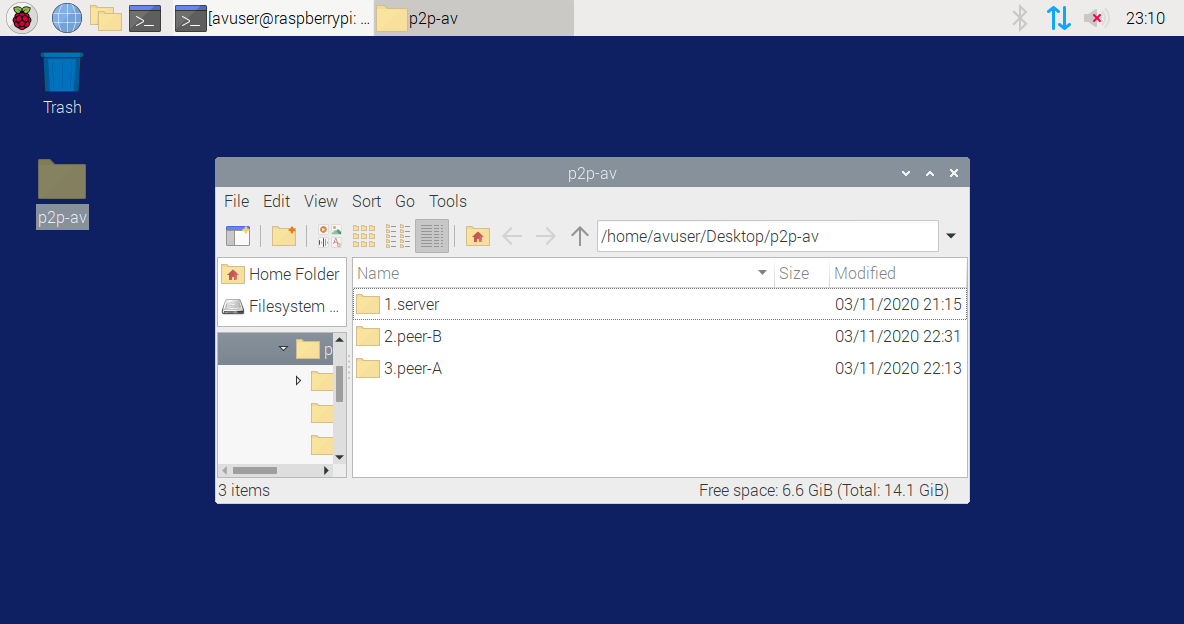 [avuser@raspberrypi: ... p2p-av 23:10
Trash
p2p-av
p2p-av
File Edit View Sort Go Tools
/home/avuser/Desktop/p2p-av
Home Folder
Filesystem ...
p
Name Size Modified
1.server 03/11/2020 21:15
2.peer-B 03/11/2020 22:31
3.peer-A 03/11/2020 22:13
3 items Free space: 6.6 GiB (Total: 14.1 GiB)